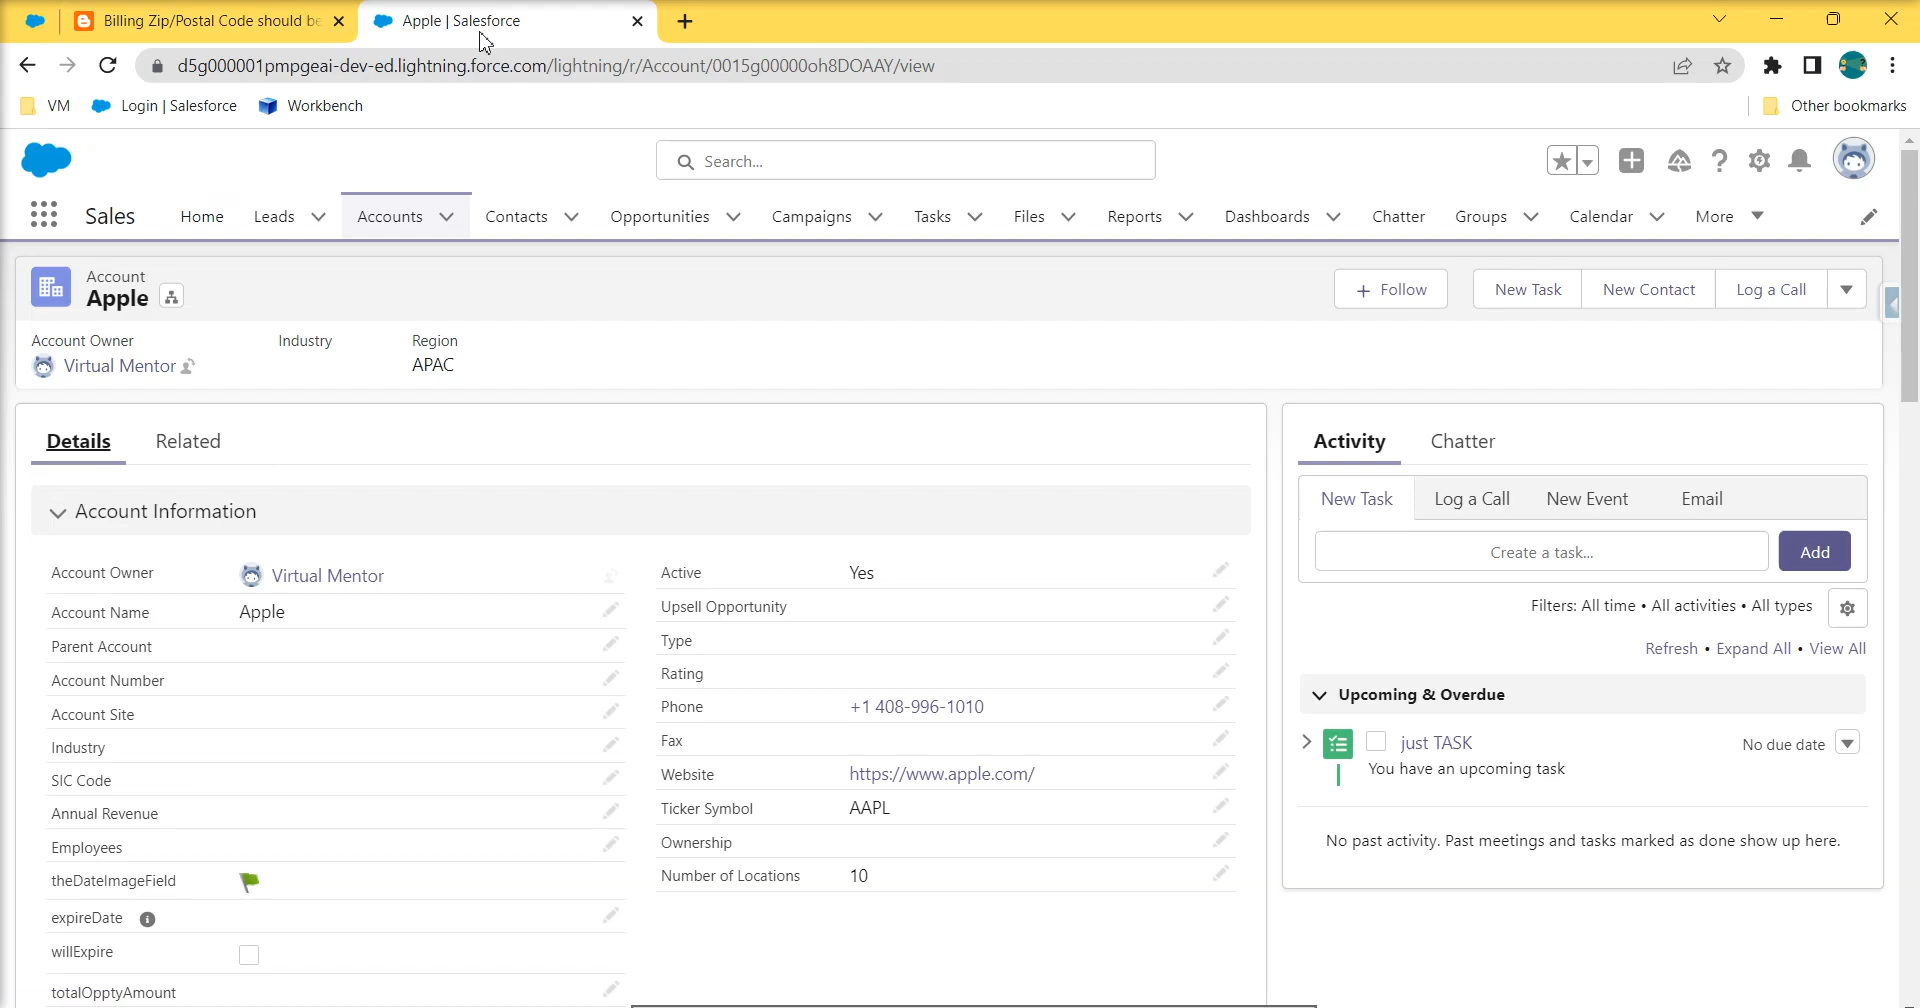 Billing Zip/Postal Code should be
Apple | Salesforce
d5g000001pmpgeai-dev-ed.lightning.force.com/lightning/r/Account/0015g00000oh8DOAAY/view
VM
Login | Salesforce
Workbench
Other bookmarks
Search...
Sales
Home
Leads
Accounts
Contacts
Opportunities
Campaigns
Tasks
Files
Reports
Dashboards
Chatter
Groups
Calendar
More
Account
Apple
+ Follow
New Task
New Contact
Log a Call
Account Owner
Virtual Mentor
Industry
Region
APAC
Details
Related
Account Information
Account Owner
Virtual Mentor
Account Name
Apple
Parent Account
Account Number
Account Site
Industry
SIC Code
Annual Revenue
Employees
theDateImageField
expireDate
willExpire
totalOpptyAmount
Active
Yes
Upsell Opportunity
Type
Rating
Phone
+1 408-996-1010
Fax
Website
https://www.apple.com/
Ticker Symbol
AAPL
Ownership
Number of Locations
10
Activity
Chatter
New Task
Log a Call
New Event
Email
Create a task...
Add
Filters: All time • All activities • All types
Refresh • Expand All • View All
Upcoming & Overdue
just TASK
No due date
You have an upcoming task
No past activity. Past meetings and tasks marked as done show up here.